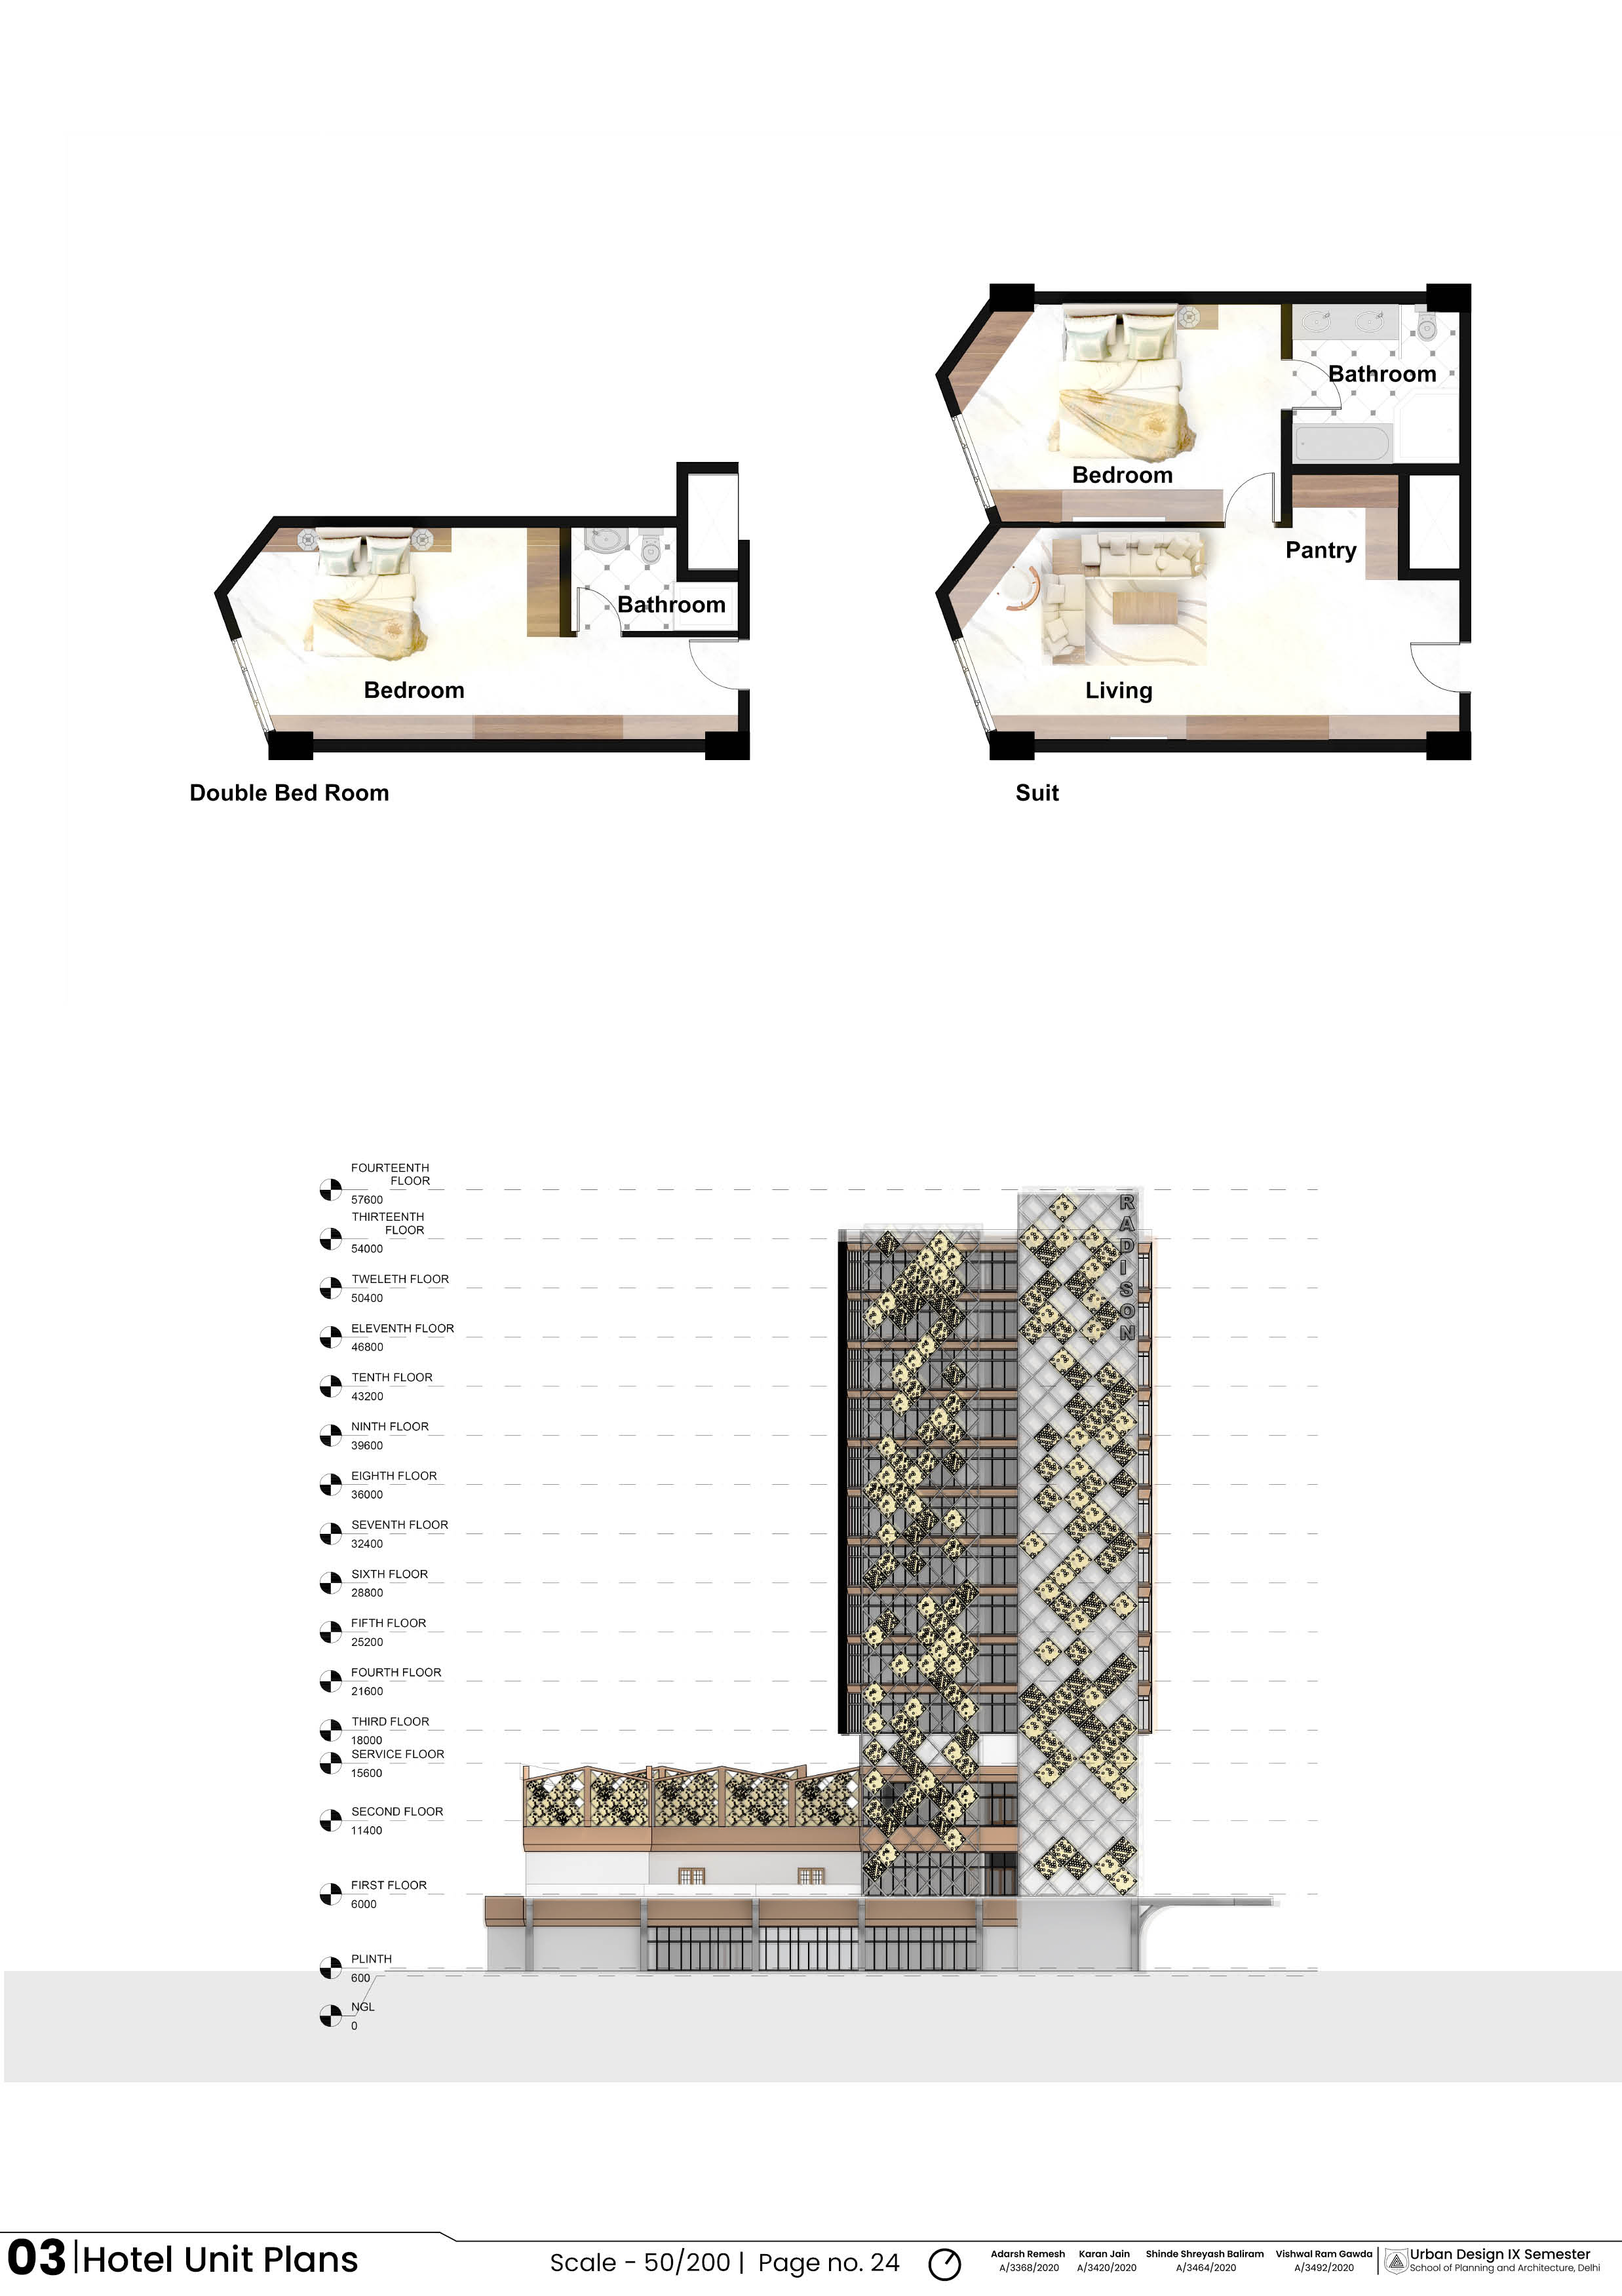 Bathroom
Bedroom
Pantry
Bathroom
Bedroom
Living
Double Bed Room
Suit
FOURTEENTH
FLOOR
57600
THIRTEENTH
FLOOR
54000
TWELETH FLOOR
50400
ELEVENTH FLOOR
46800
TENTH FLOOR
43200
NINTH FLOOR
39600
EIGHTH FLOOR
36000
SEVENTH FLOOR
32400
SIXTH FLOOR
28800
FIFTH FLOOR
25200
FOURTH FLOOR
21600
THIRD FLOOR
18000
SERVICE FLOOR
15600
SECOND FLOOR
11400
FIRST FLOOR
6000
PLINTH
600
NGL
0
RADISON
03 | Hotel Unit Plans
Scale - 50/200 | Page no. 24
Adarsh Remesh Karan Jain Shinde Shreyash Baliram Vishwal Ram Gawda
A/3368/2020 A/3420/2020 A/3464/2020 A/3492/2020
Urban Design IX Semester
School of Planning and Architecture, Delhi